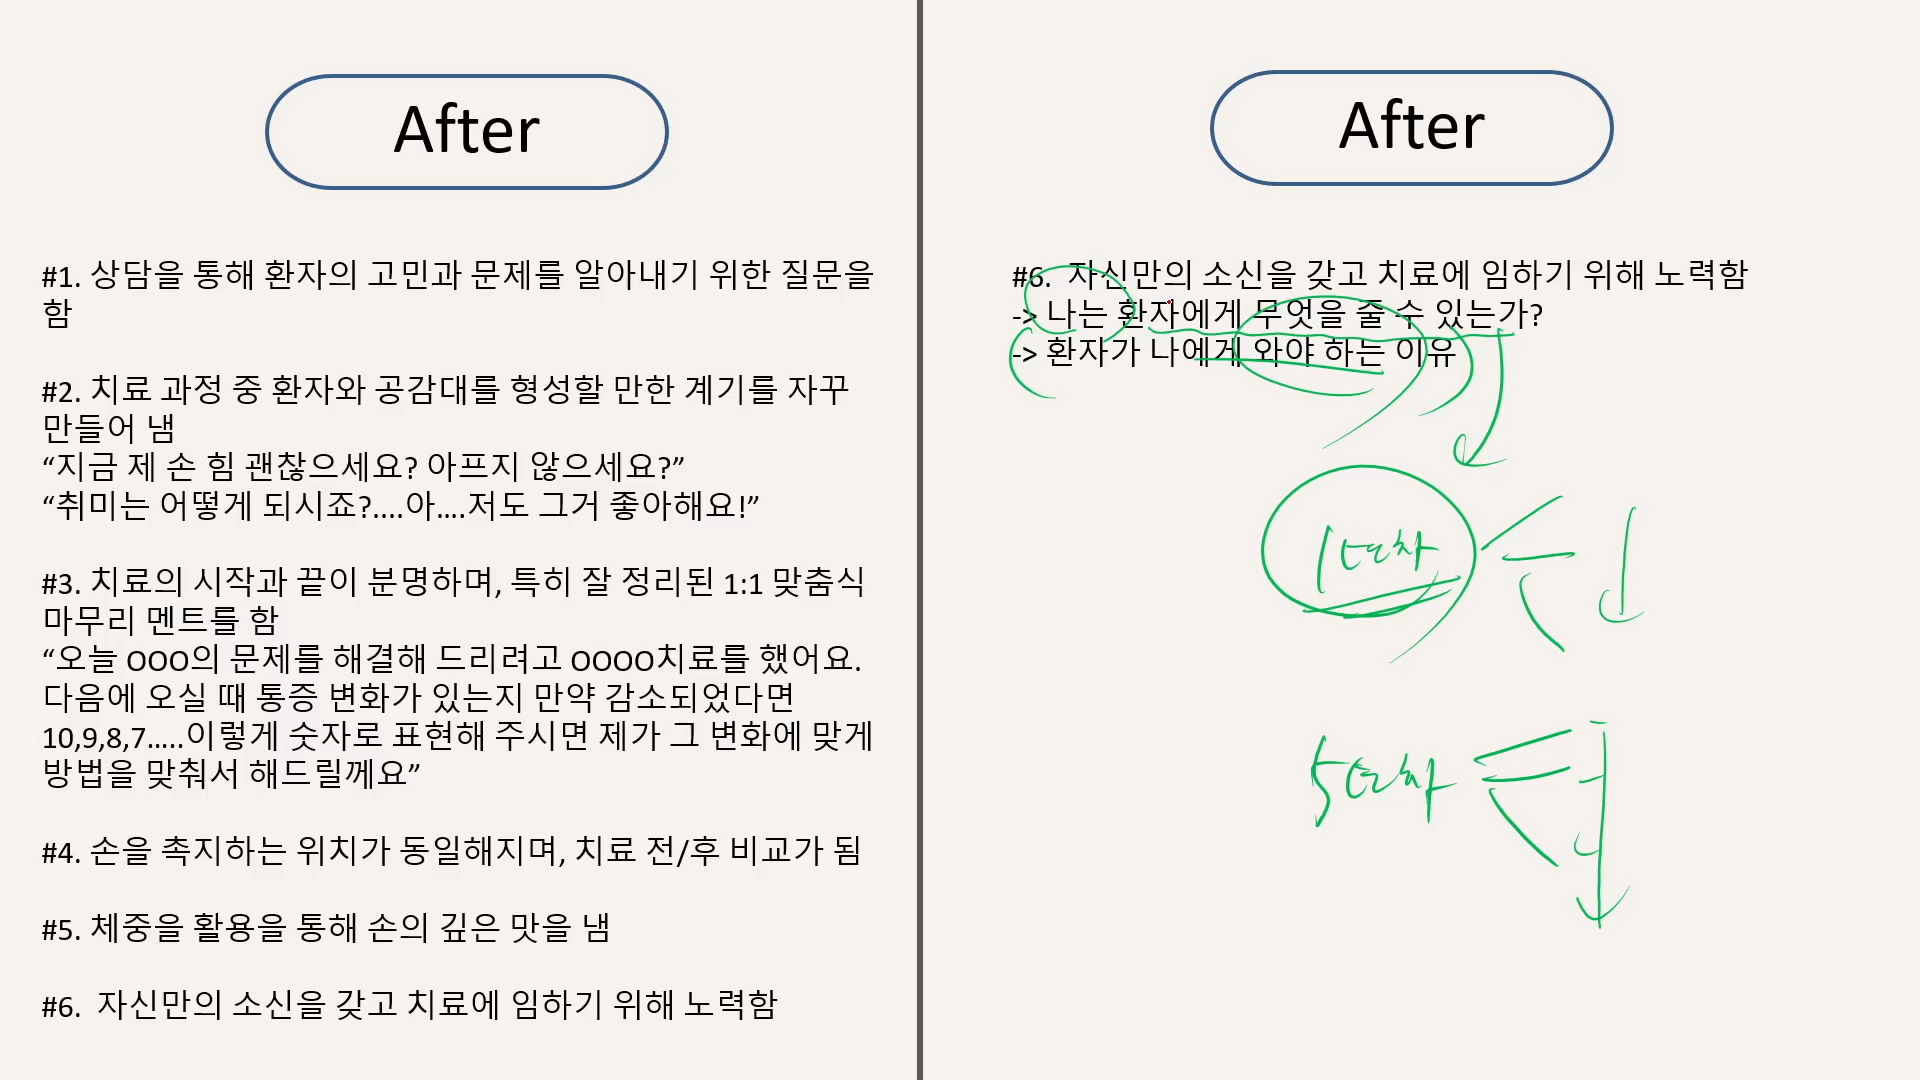 After
#1. 상담을 통해 환자의 고민과 문제를 알아내기 위한 질문을
함
#2. 치료 과정 중 환자와 공감대를 형성할 만한 계기를 자꾸
만들어 냄
“지금 제 손 힘 괜찮으세요? 아프지 않으세요?”
“취미는 어떻게 되시죠?....아....저도 그거 좋아해요!”
#3. 치료의 시작과 끝이 분명하며, 특히 잘 정리된 1:1 맞춤식
마무리 멘트를 함
“오늘 OOO의 문제를 해결해 드리려고 OOOO치료를 했어요.
다음에 오실 때 통증 변화가 있는지 만약 감소되었다면
10,9,8,7.....이렇게 숫자로 표현해 주시면 제가 그 변화에 맞게
방법을 맞춰서 해드릴께요”
#4. 손을 촉지하는 위치가 동일해지며, 치료 전/후 비교가 됨
#5. 체중을 활용을 통해 손의 깊은 맛을 냄
#6. 자신만의 소신을 갖고 치료에 임하기 위해 노력함
After
#6. 자신만의 소신을 갖고 치료에 임하기 위해 노력함
-> 나는 환자에게 무엇을 줄 수 있는가?
-> 환자가 나에게 와야 하는 이유
1년차
5년차